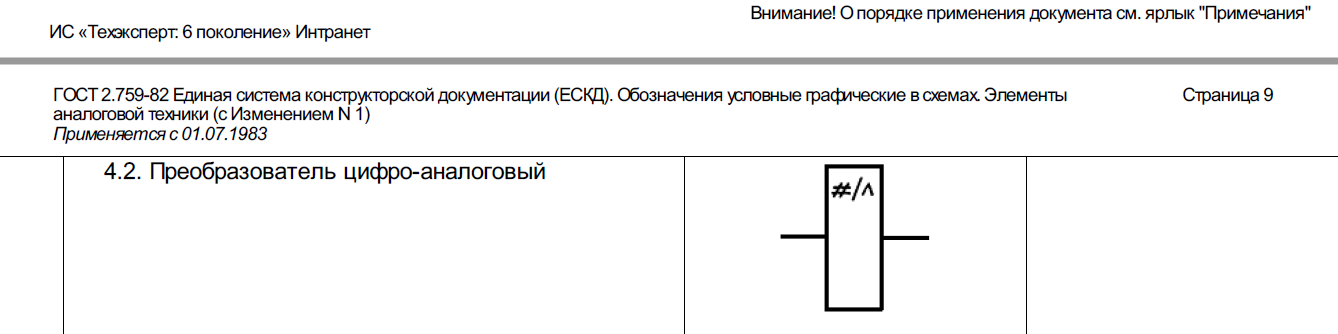 Внимание! О порядке применения документа см. ярлык "Примечания"
ИС «Техэксперт: 6 поколение» Интранет
ГОСТ 2.759-82 Единая система конструкторской документации (ЕСКД). Обозначения условные графические в схемах. Элементы
аналоговой техники (с Изменением N 1)
Применяется с 01.07.1983
Страница 9
4.2. Преобразователь цифро-аналоговый
#/∧